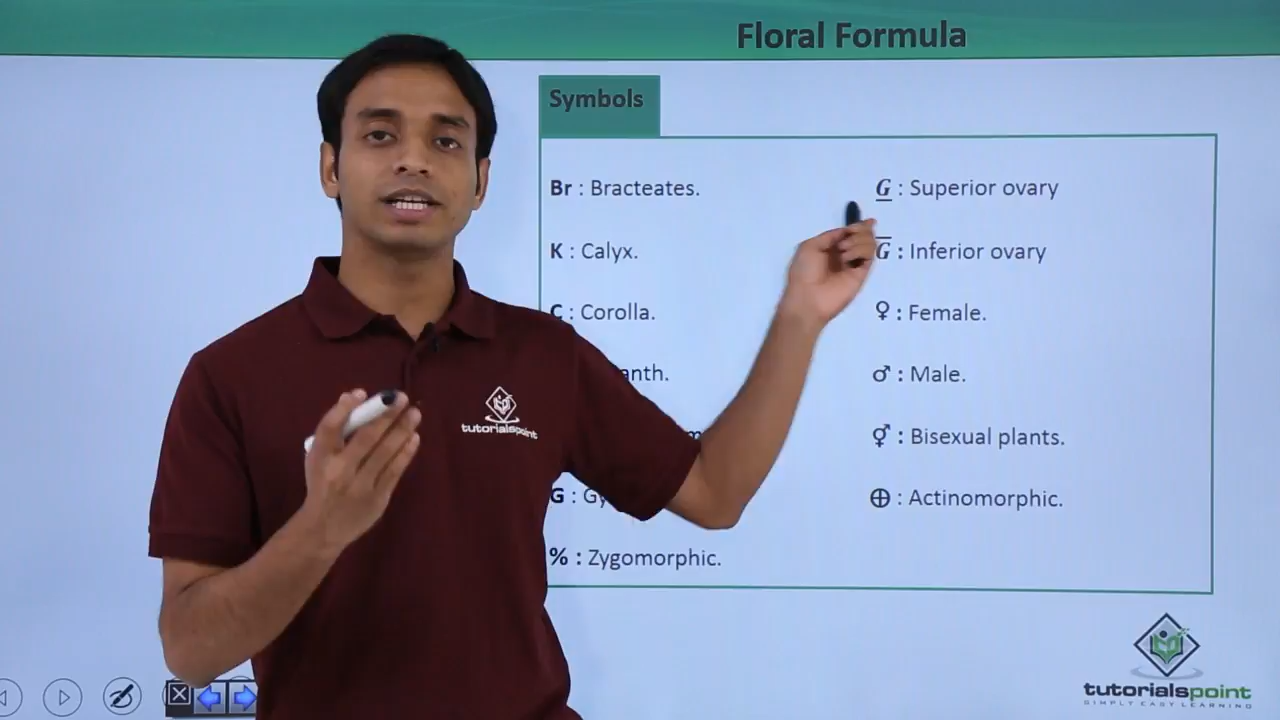 Floral Formula
Symbols
Br : Bracteates.
K : Calyx.
C : Corolla.
anth.
G : Gy
% : Zygomorphic.
G : Superior ovary
G : Inferior ovary
♀ : Female.
♂ : Male.
⚥ : Bisexual plants.
⊕ : Actinomorphic.
tutorialspoint
tutorialspoint
SIMPLY EASY LEARNING